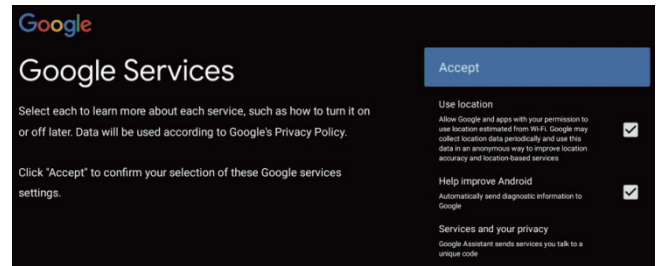 Google
Google Services
Select each to learn more about each service, such as how to turn it on
or off later. Data will be used according to Google's Privacy Policy.
Click "Accept" to confirm your selection of these Google services
settings.
Accept
Use location
Allow Google and apps with your permission to
use location estimated from Wi-Fi. Google may
collect location data periodically and use this
data in an anonymous way to improve location
accuracy and location-based services
Help improve Android
Automatically send diagnostic information to
Google
Services and your privacy
Google Assistant sends services you talk to a
unique code